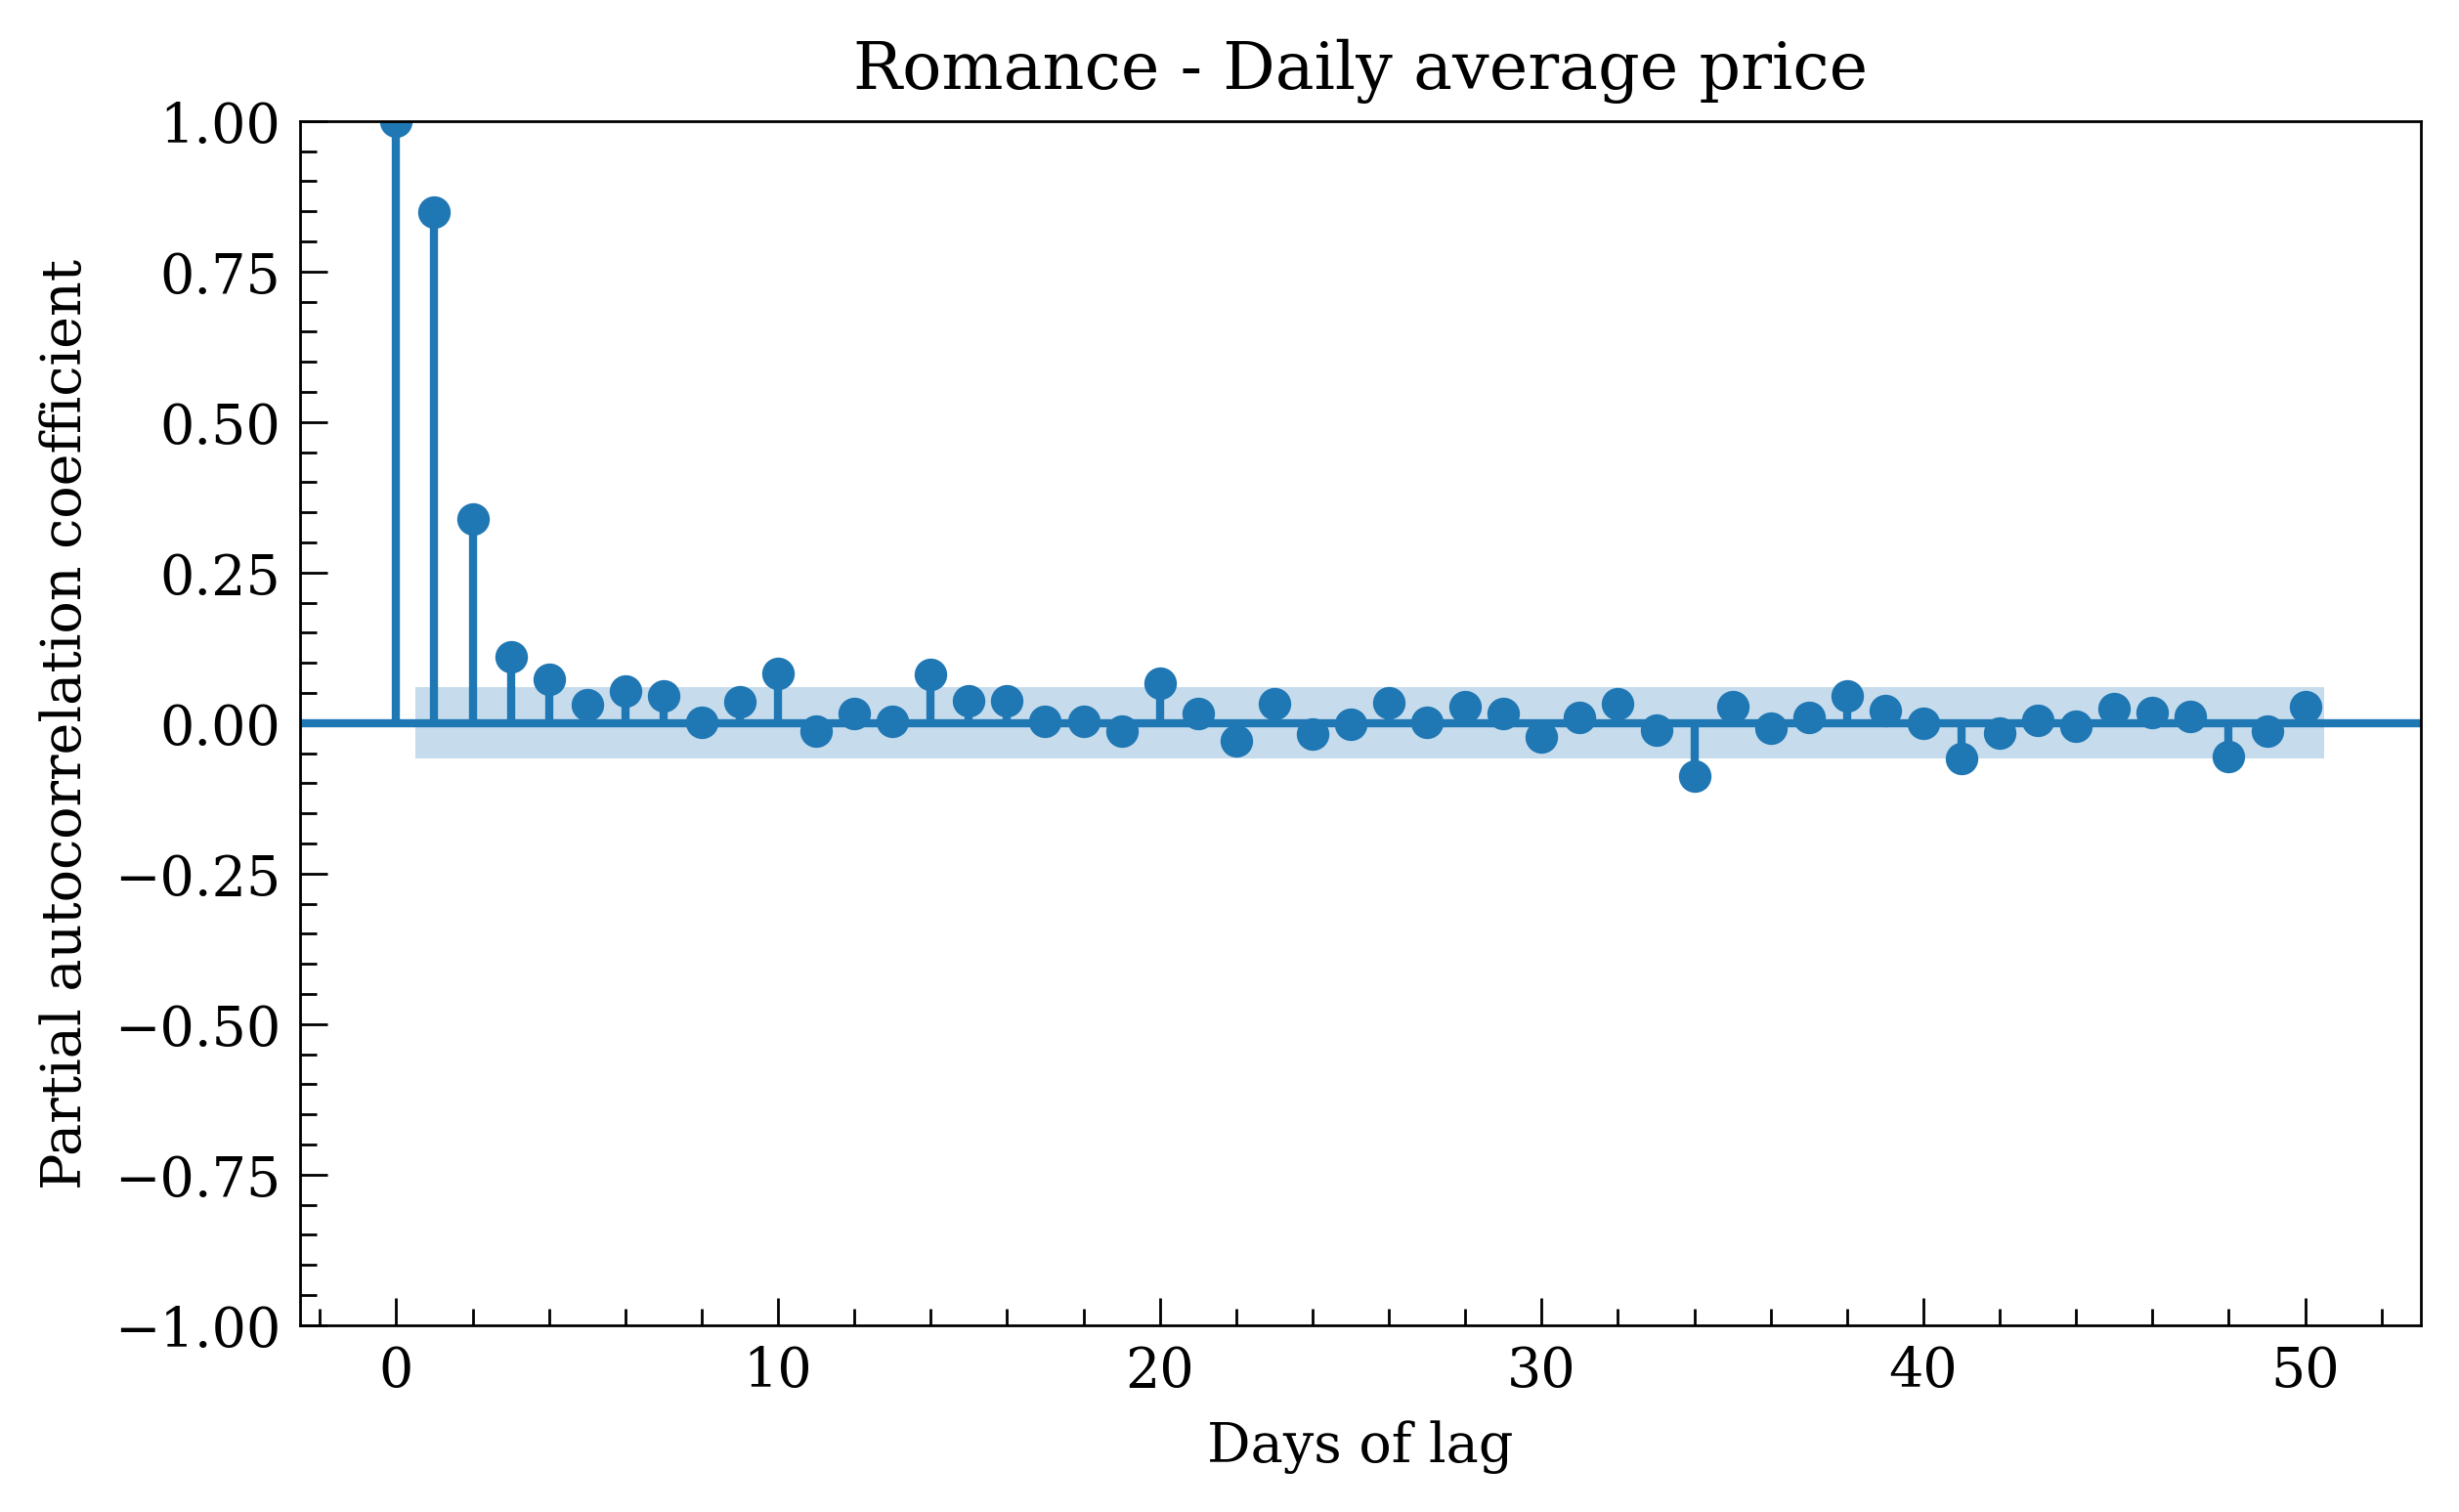 Romance - Daily average price
Partial autocorrelation coefficient
1.00
0.75
0.50
0.25
0.00
−0.25
−0.50
−0.75
−1.00
0 10 20 30 40 50
Days of lag